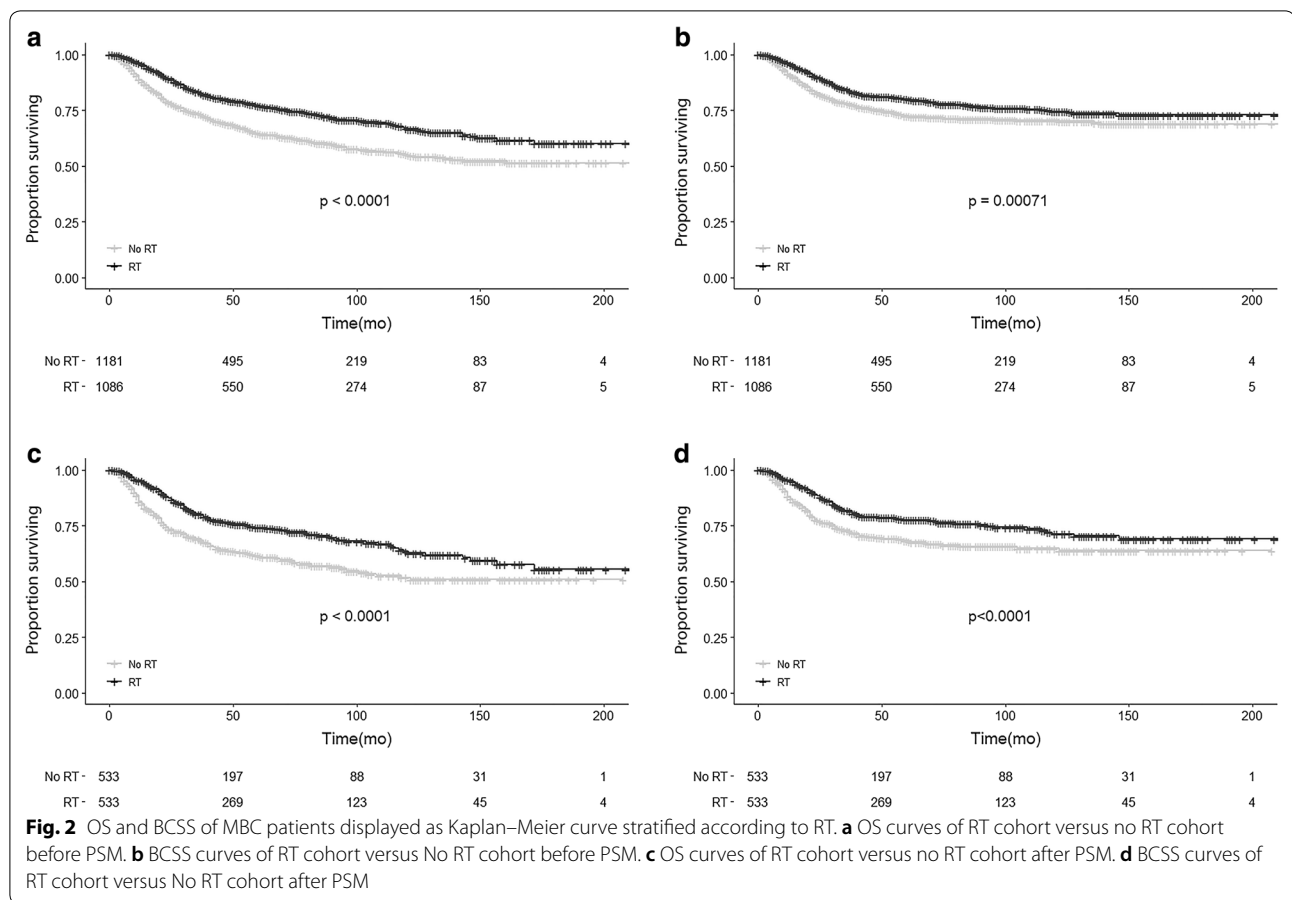 a
1.00
0.75
0.50
0.25
0.00
Proportion surviving
p < 0.0001
No RT
RT
0 50 100 150 200
Time(mo)
No RT - 1181 495 219 83 4
RT - 1086 550 274 87 5
b
1.00
0.75
0.50
0.25
0.00
Proportion surviving
p = 0.00071
No RT
RT
0 50 100 150 200
Time(mo)
No RT - 1181 495 219 83 4
RT - 1086 550 274 87 5
c
1.00
0.75
0.50
0.25
0.00
Proportion surviving
p < 0.0001
No RT
RT
0 50 100 150 200
Time(mo)
No RT - 533 197 88 31 1
RT - 533 269 123 45 4
d
1.00
0.75
0.50
0.25
0.00
Proportion surviving
p<0.0001
No RT
RT
0 50 100 150 200
Time(mo)
No RT - 533 197 88 31 1
RT - 533 269 123 45 4
Fig. 2 OS and BCSS of MBC patients displayed as Kaplan–Meier curve stratified according to RT. a OS curves of RT cohort versus no RT cohort
before PSM. b BCSS curves of RT cohort versus No RT cohort before PSM. c OS curves of RT cohort versus no RT cohort after PSM. d BCSS curves of
RT cohort versus No RT cohort after PSM